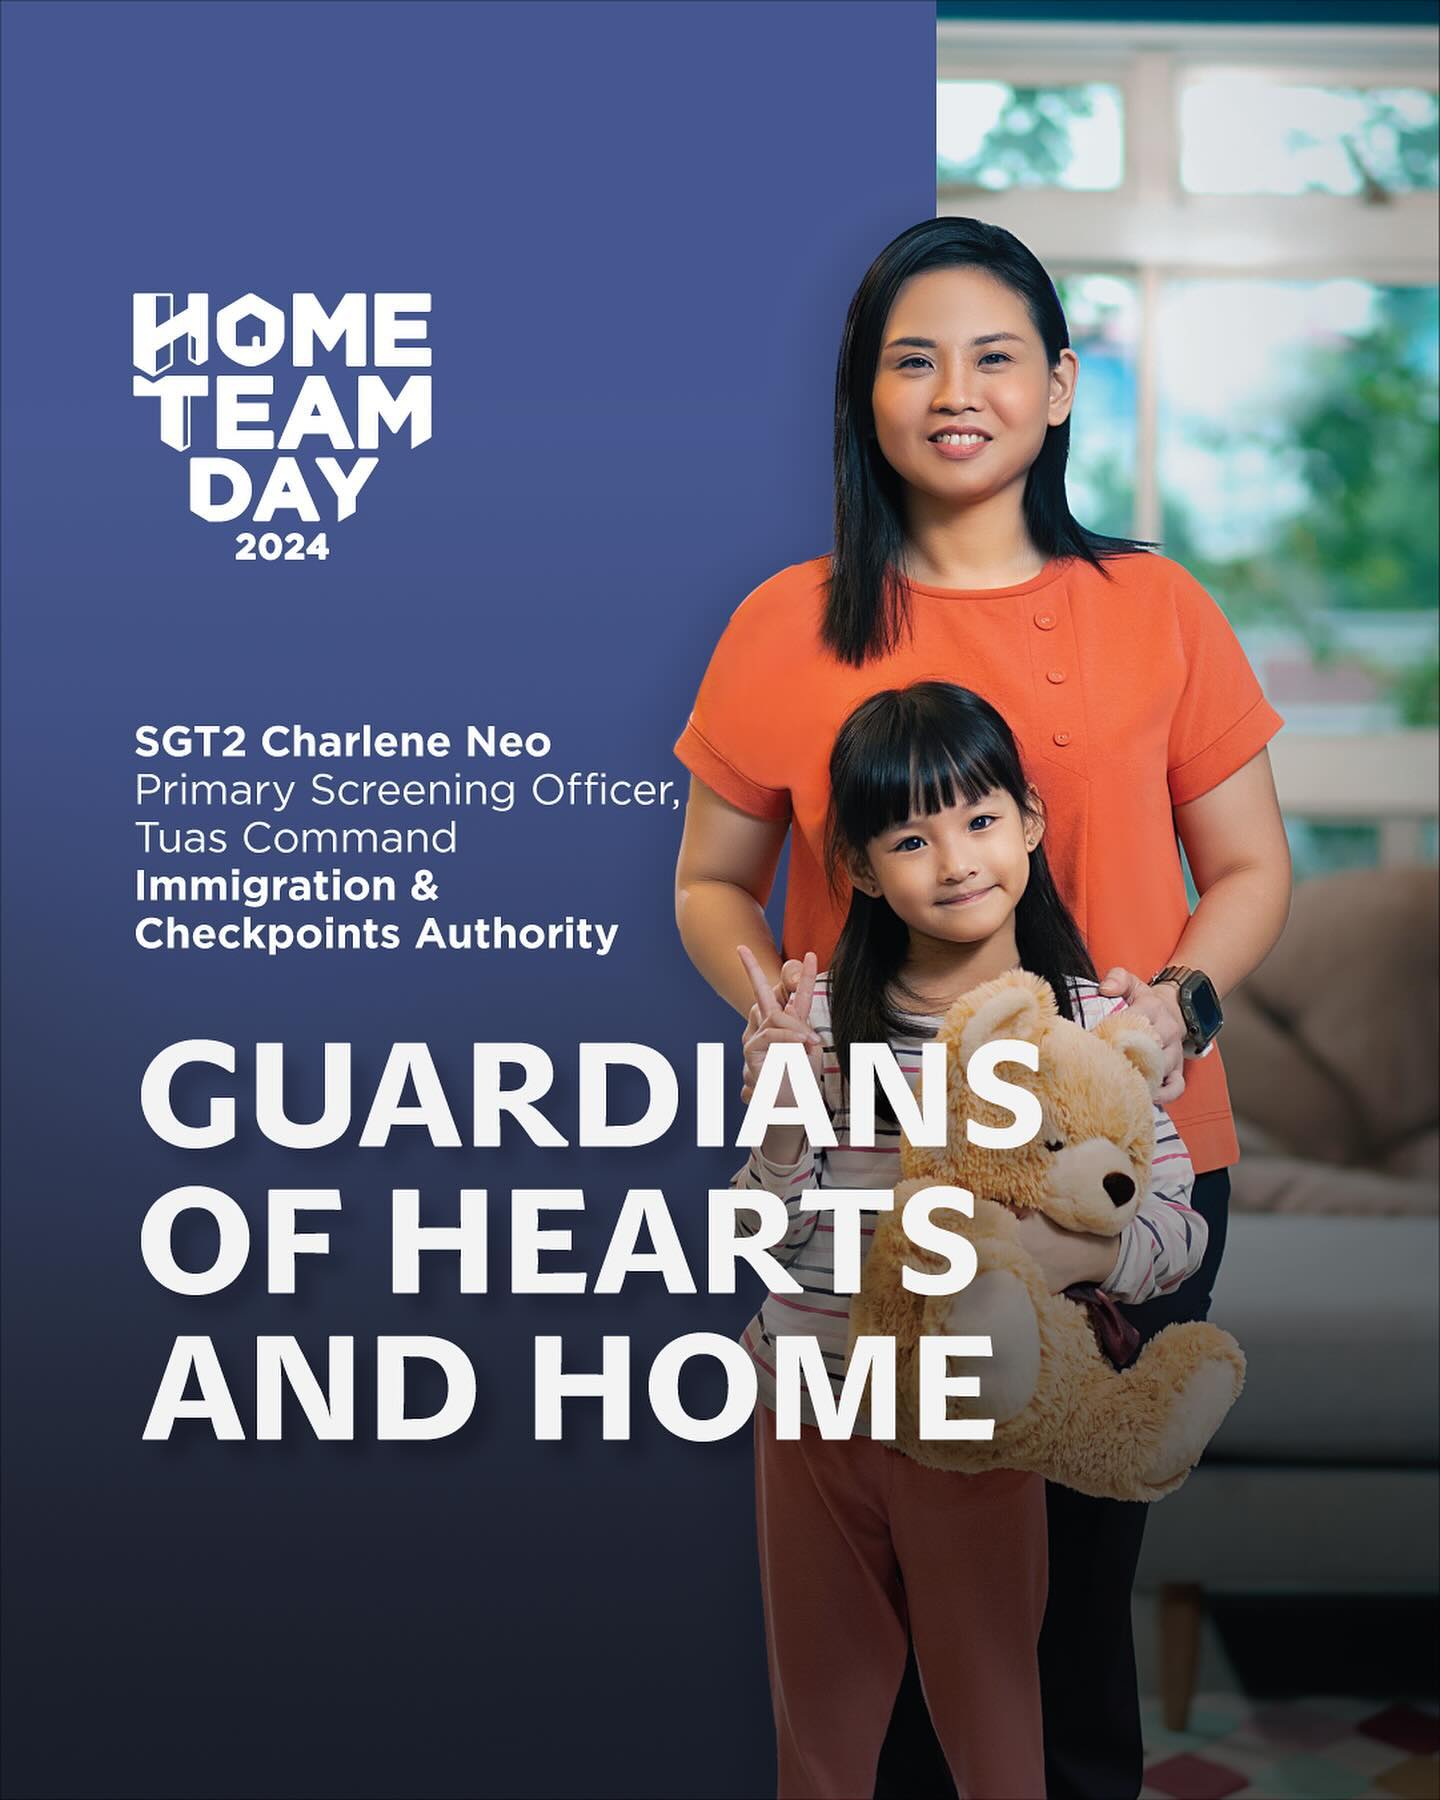 HOME
TEAM
DAY
2024
SGT2 Charlene Neo
Primary Screening Officer,
Tuas Command
Immigration &
Checkpoints Authority
GUARDIANS
OF HEARTS
AND HOME